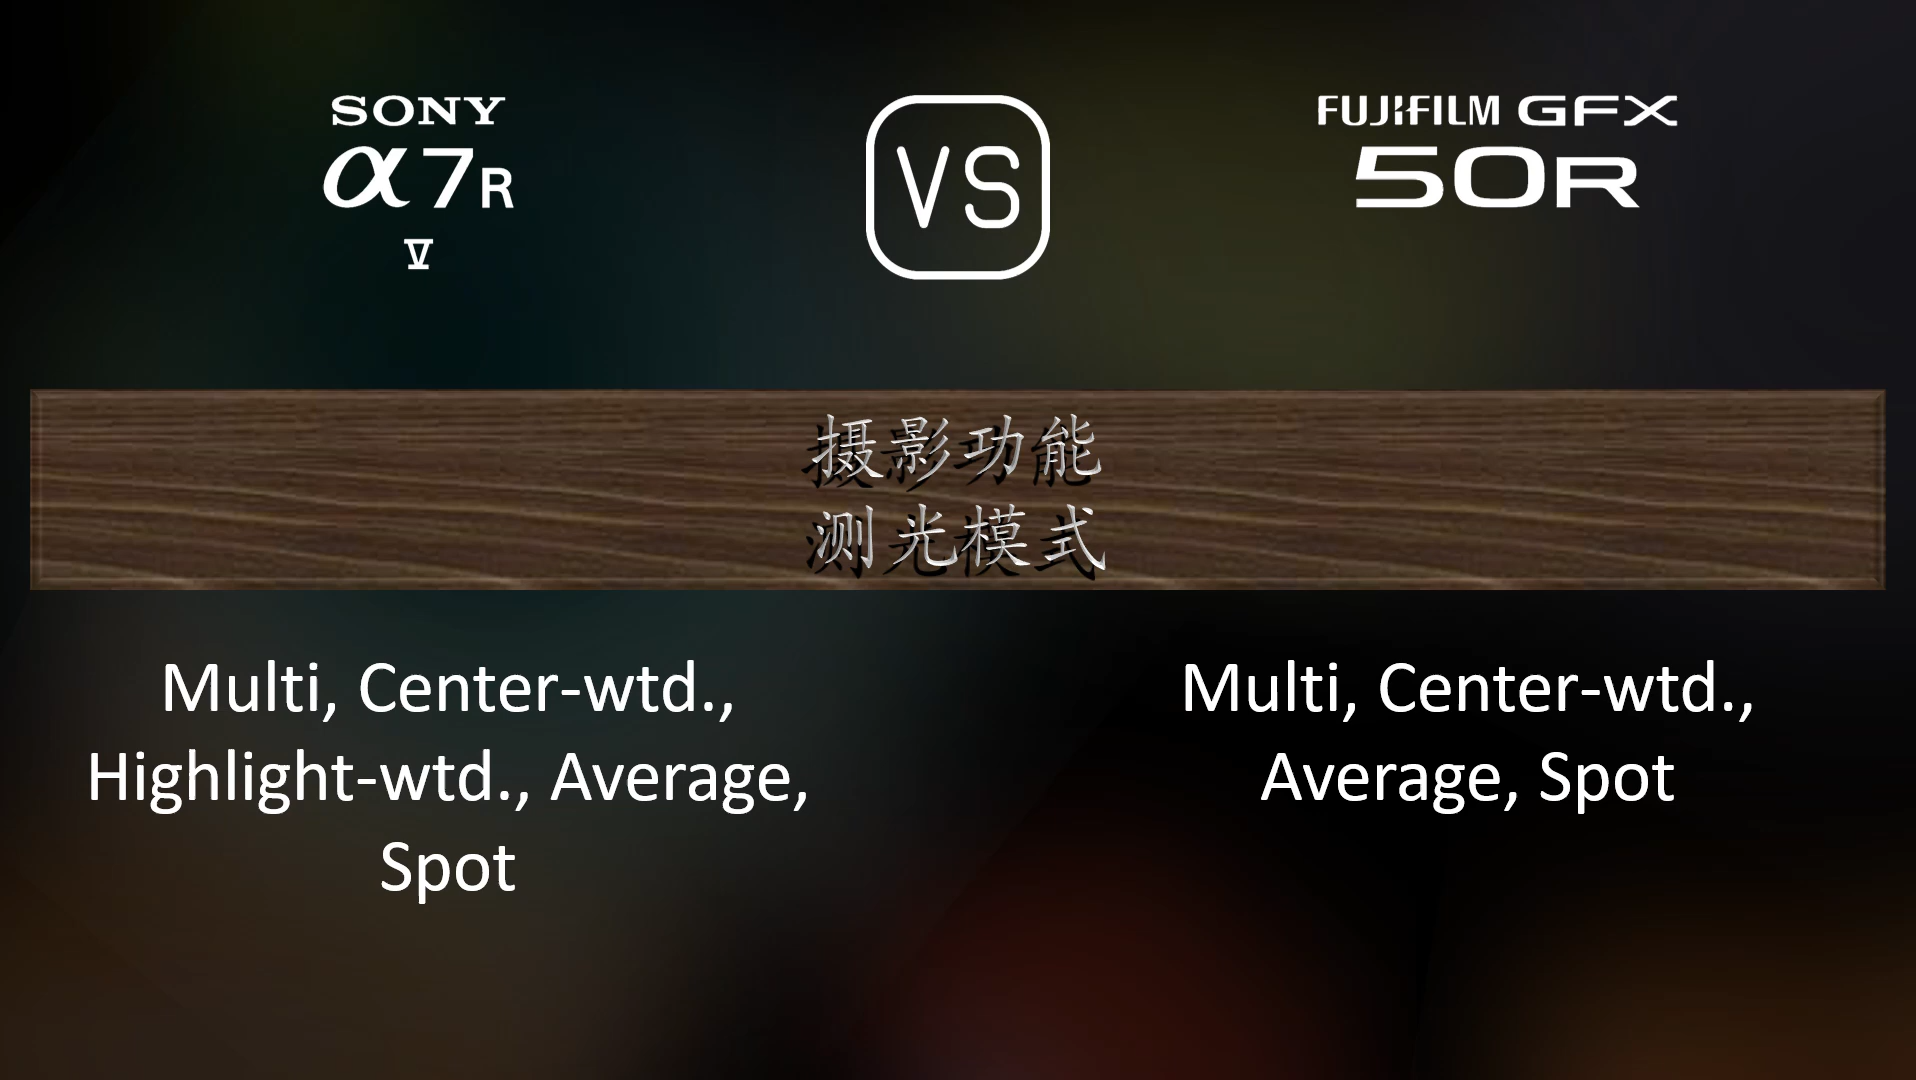 SONY
α7R
V
VS
FUJIFILM GFX
50R
摄影功能
测光模式
Multi, Center-wtd.,
Highlight-wtd., Average,
Spot
Multi, Center-wtd.,
Average, Spot